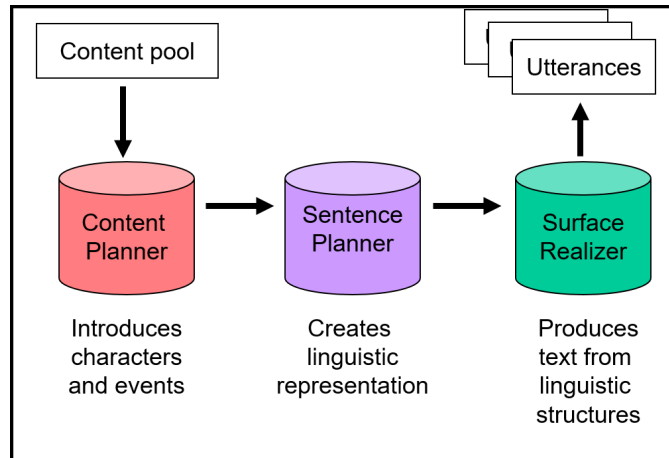 Content pool
Utterances
Content
Planner
Sentence
Planner
Surface
Realizer
Introduces
characters
and events
Creates
linguistic
representation
Produces
text from
linguistic
structures